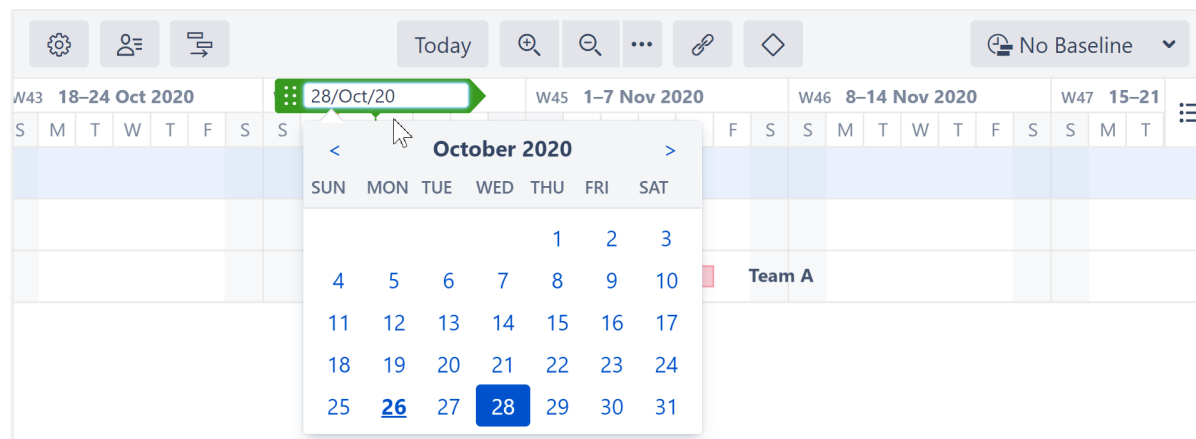 Today
No Baseline
W43 18–24 Oct 2020
28/Oct/20
W45 1–7 Nov 2020
W46 8–14 Nov 2020
W47 15–21
S M T W T F S S F S S M T W T F S S M T
< October 2020 >
SUN MON TUE WED THU FRI SAT
1 2 3
4 5 6 7 8 9 10
Team A
11 12 13 14 15 16 17
18 19 20 21 22 23 24
25 26 27 28 29 30 31